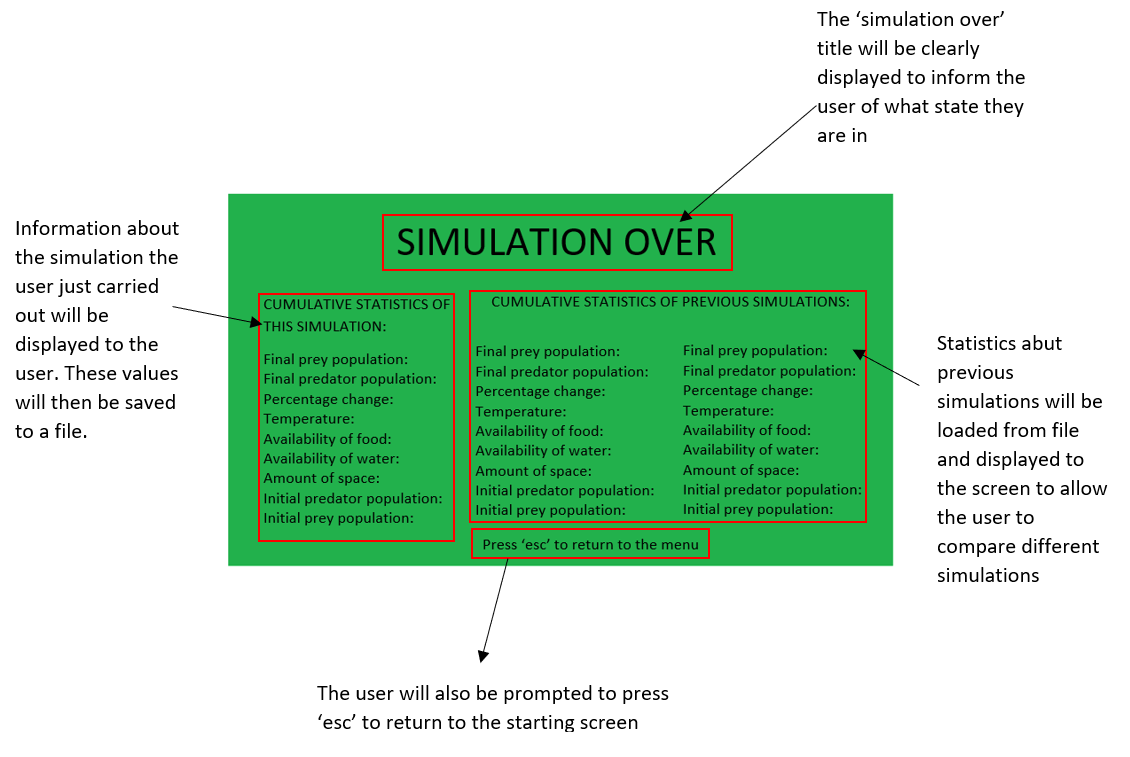 The ‘simulation over’
title will be clearly
displayed to inform the
user of what state they
are in
Information about
the simulation the
user just carried
out will be
displayed to the
user. These values
will then be saved
to a file.
SIMULATION OVER
CUMULATIVE STATISTICS OF
THIS SIMULATION:
Final prey population:
Final predator population:
Percentage change:
Temperature:
Availability of food:
Availability of water:
Amount of space:
Initial predator population:
Initial prey population:
CUMULATIVE STATISTICS OF PREVIOUS SIMULATIONS:
Final prey population:
Final predator population:
Percentage change:
Temperature:
Availability of food:
Availability of water:
Amount of space:
Initial predator population:
Initial prey population:
Final prey population:
Final predator population:
Percentage change:
Temperature:
Availability of food:
Availability of water:
Amount of space:
Initial predator population:
Initial prey population:
Press ‘esc’ to return to the menu
Statistics abut
previous
simulations will be
loaded from file
and displayed to
the screen to allow
the user to
compare different
simulations
The user will also be prompted to press
‘esc’ to return to the starting screen